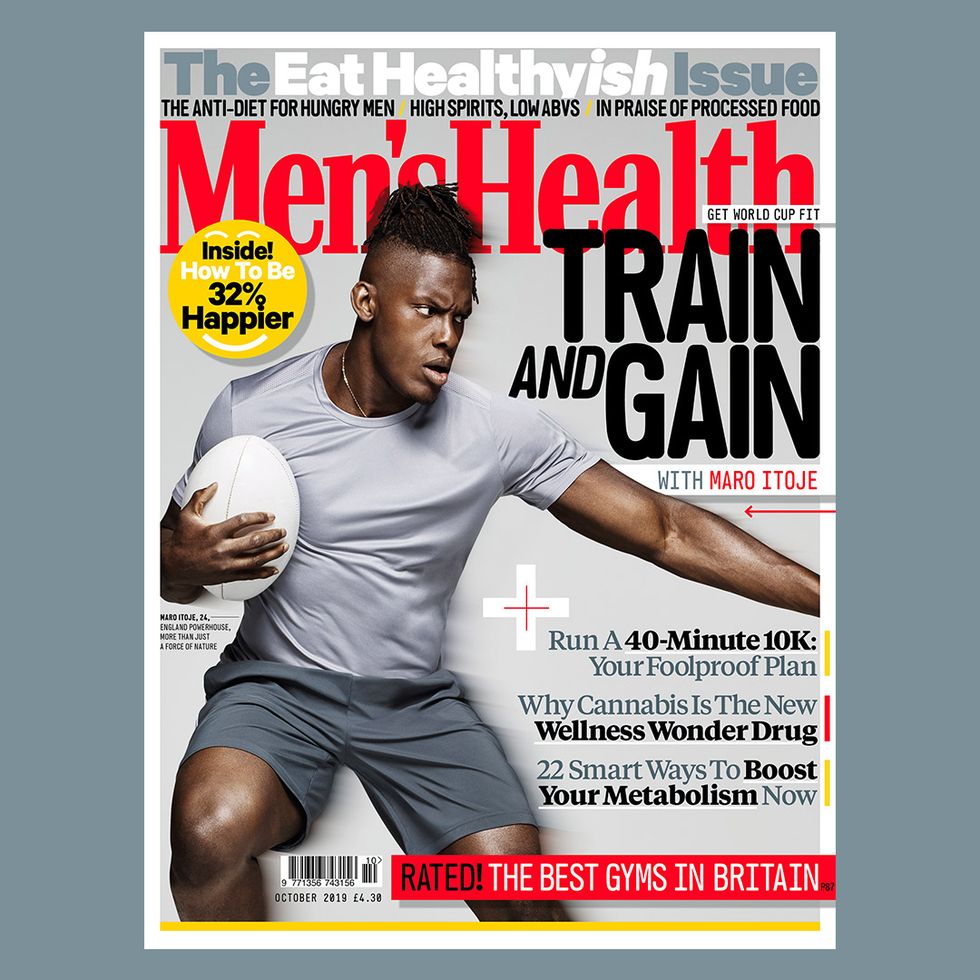 The Eat Healthyish Issue
THE ANTI-DIET FOR HUNGRY MEN / HIGH SPIRITS, LOW ABVS / IN PRAISE OF PROCESSED FOOD
Men's Health
GET WORLD CUP FIT
TRAIN
AND GAIN
WITH MARO ITOJE
Inside!
How To Be
32%
Happier
MARO ITOJE, 24,
ENGLAND POWERHOUSE,
MORE THAN JUST
A FORCE OF NATURE
Run A 40-Minute 10K:
Your Foolproof Plan
Why Cannabis Is The New
Wellness Wonder Drug
22 Smart Ways To Boost
Your Metabolism Now
10>
9 771356 743156
OCTOBER 2019 £4.30
RATED! THE BEST GYMS IN BRITAIN P87